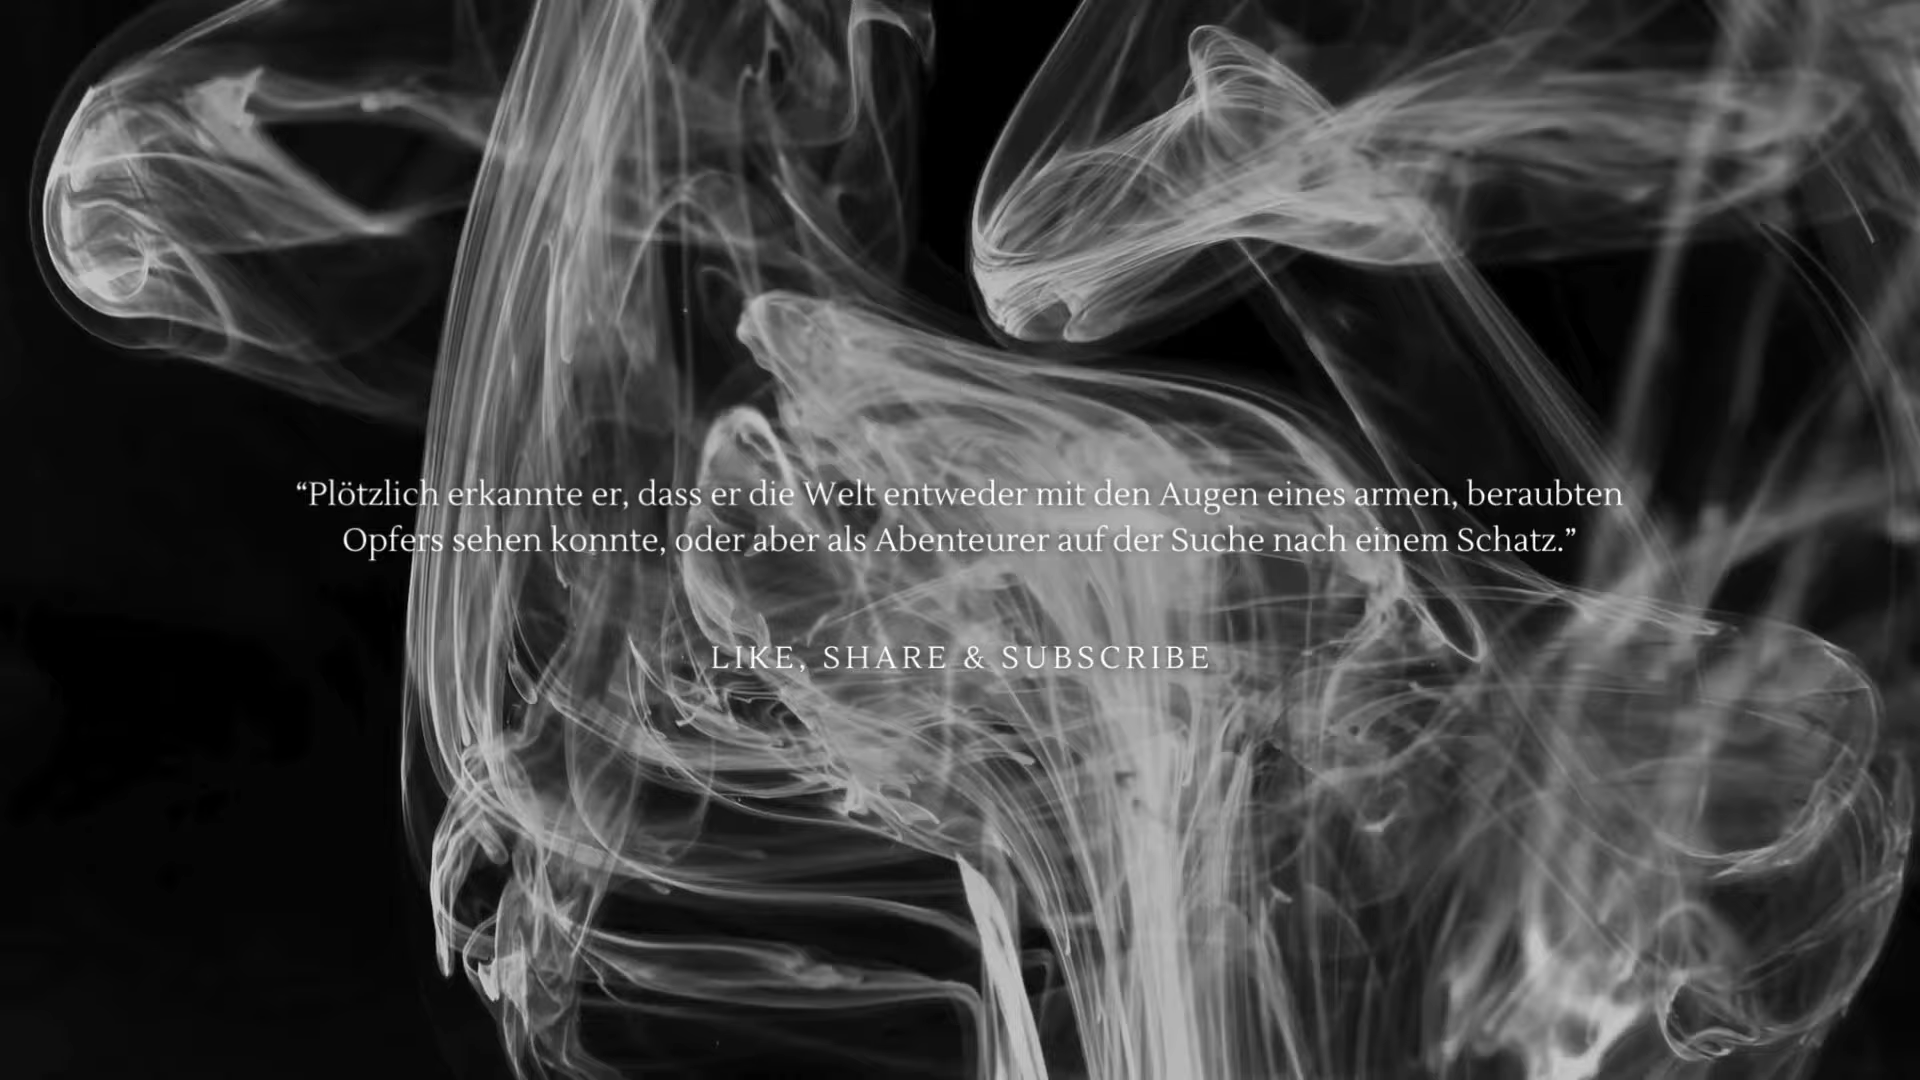 “Plötzlich erkannte er, dass er die Welt entweder mit den Augen eines armen, beraubten
Opfers sehen konnte, oder aber als Abenteurer auf der Suche nach einem Schatz.”
LIKE, SHARE & SUBSCRIBE